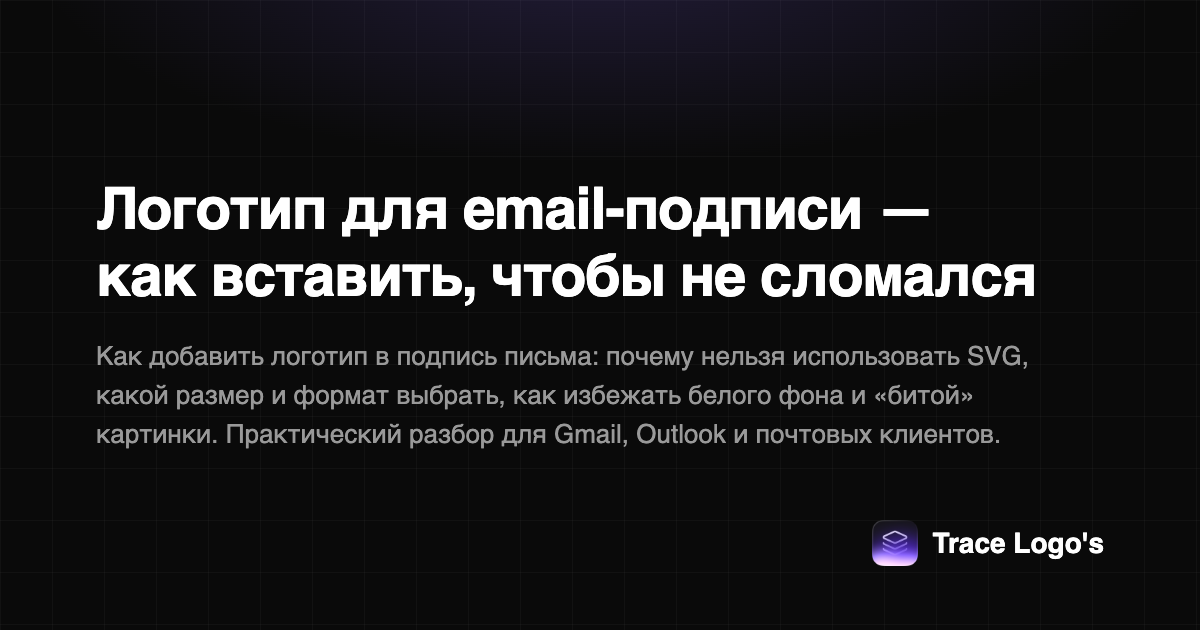 Логотип для email-подписи —
как вставить, чтобы не сломался
Как добавить логотип в подпись письма: почему нельзя использовать SVG,
какой размер и формат выбрать, как избежать белого фона и «битой»
картинки. Практический разбор для Gmail, Outlook и почтовых клиентов.
Trace Logo's